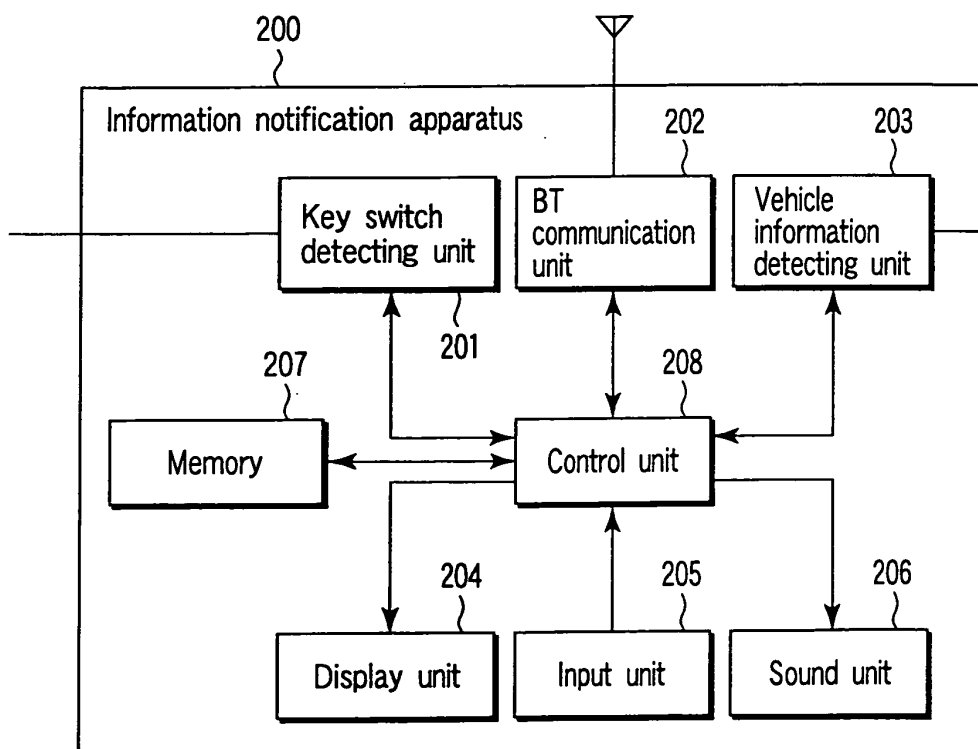 200
Information notification apparatus
202
203
Key switch
detecting unit
BT
communication
unit
Vehicle
information
detecting unit
201
207
208
Memory
Control unit
204
205
206
Display unit
Input unit
Sound unit